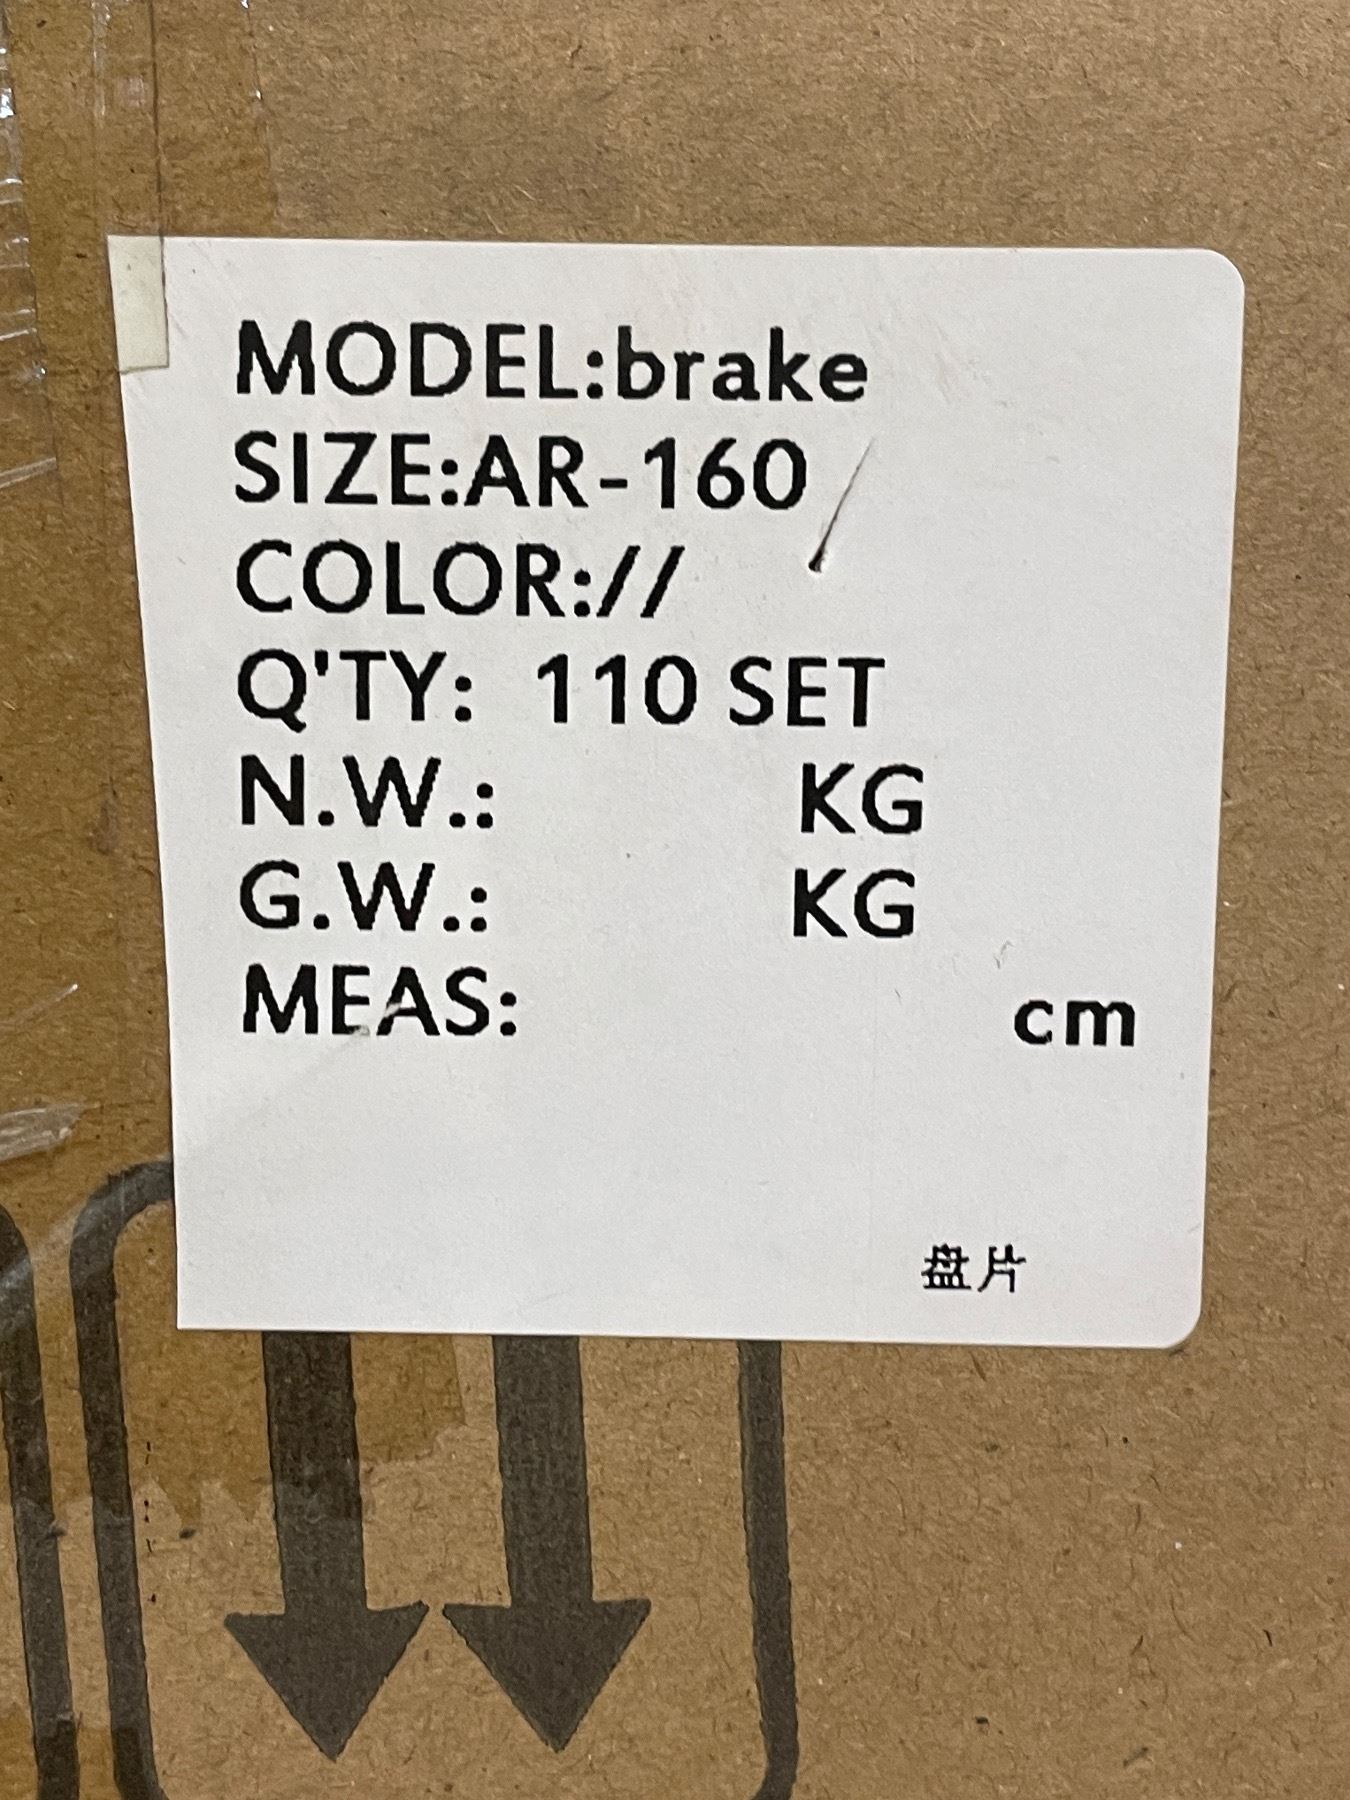 MODEL:brake
SIZE:AR-160
COLOR://
Q'TY: 110 SET
N.W.: KG
G.W.: KG
MEAS: cm
盘片